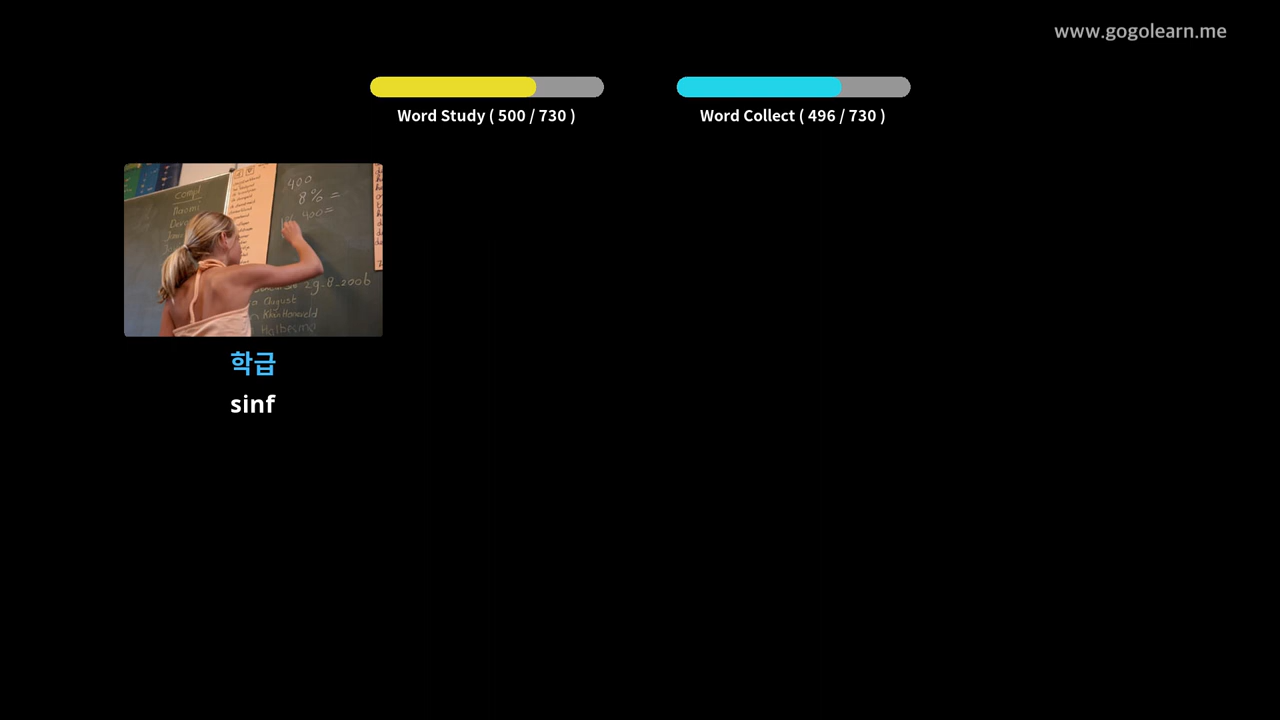 www.gogolearn.me
Word Study ( 500 / 730 )
Word Collect ( 496 / 730 )
400
8% =
400=
29-8-2006
August
학급
sinf